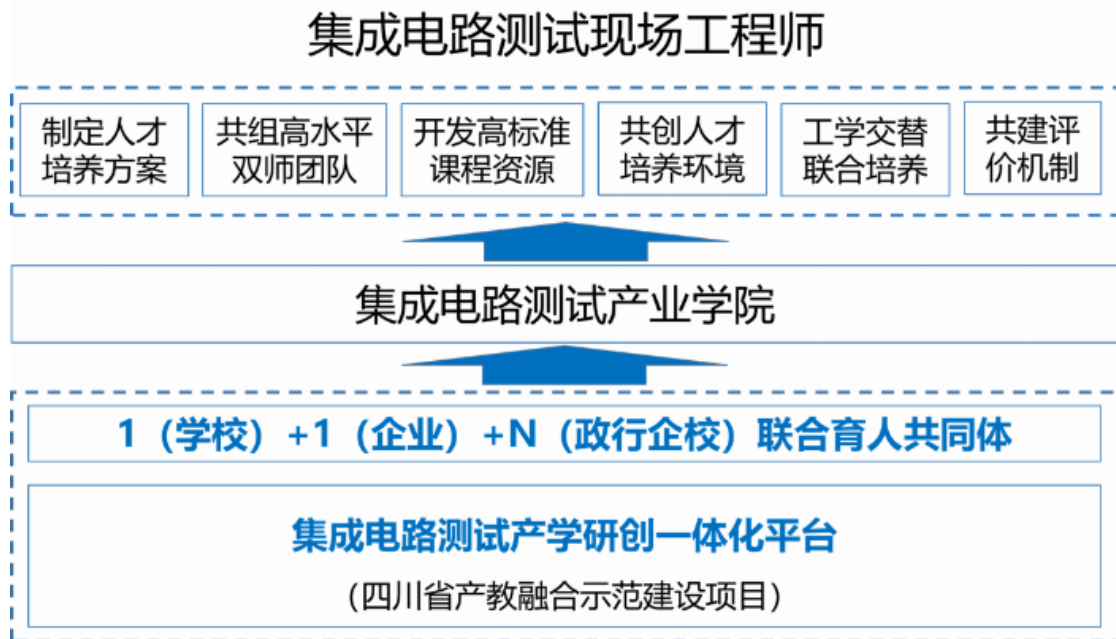 集成电路测试现场工程师
制定人才
培养方案
共组高水平
双师团队
开发高标准
课程资源
共创人才
培养环境
工学交替
联合培养
共建评
价机制
集成电路测试产业学院
1（学校）+1（企业）+N（政行企校）联合育人共同体
集成电路测试产学研创一体化平台
（四川省产教融合示范建设项目）